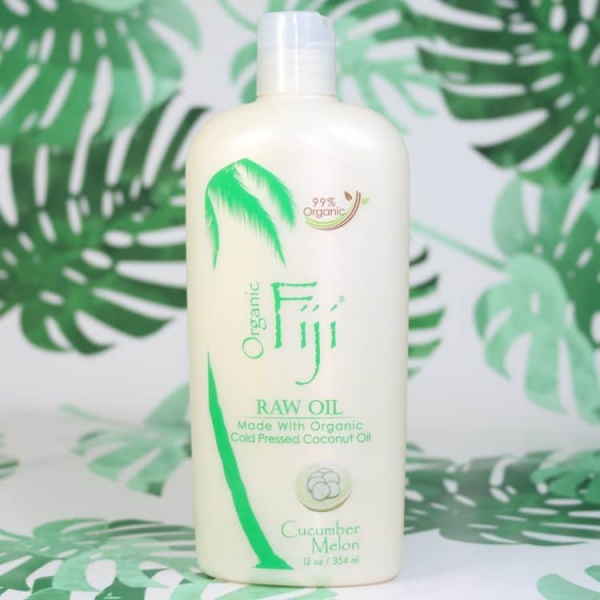 99%
Organic
Organic
Fiji®
RAW OIL
Made With Organic
Cold Pressed Coconut Oil
Cucumber
Melon
12 oz / 354 ml